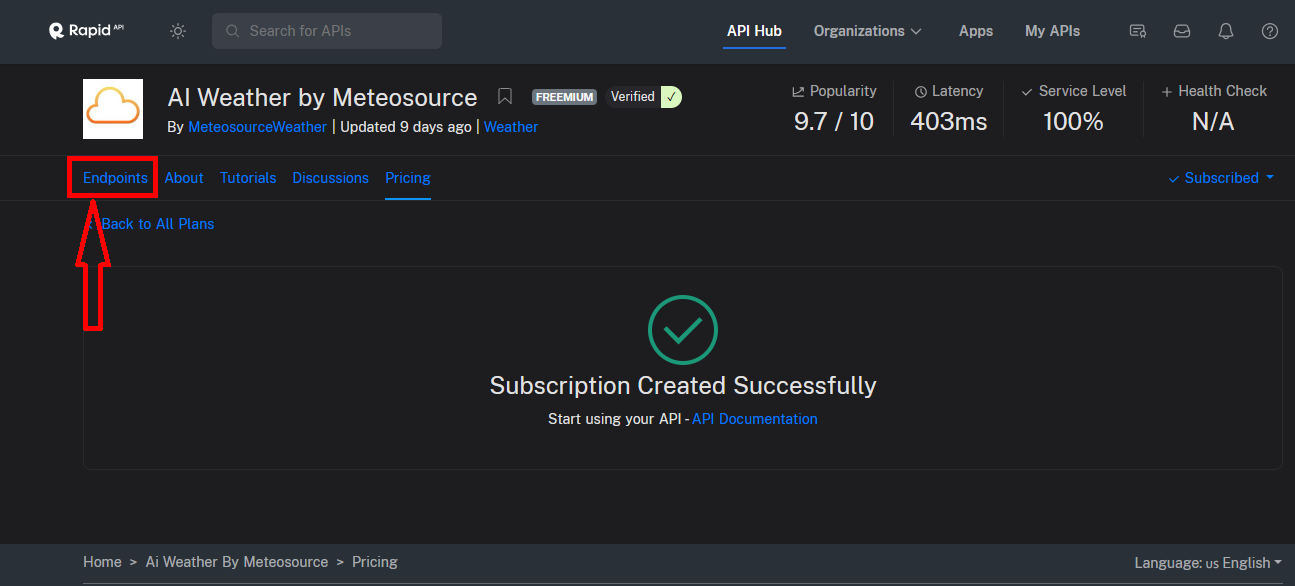 Rapid API
Search for APIs
API Hub
Organizations
Apps
My APIs
AI Weather by Meteosource
FREEMIUM
Verified ✓
By MeteosourceWeather | Updated 9 days ago | Weather
Popularity
9.7 / 10
Latency
403ms
Service Level
100%
Health Check
N/A
Endpoints
About
Tutorials
Discussions
Pricing
Subscribed
Back to All Plans
Subscription Created Successfully
Start using your API - API Documentation
Home > Ai Weather By Meteosource > Pricing
Language: US English